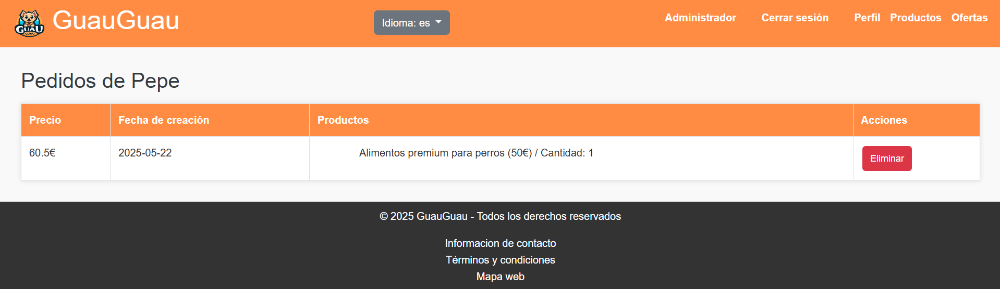 GUAU
GUAU
GuauGuau
Idioma: es
Administrador Cerrar sesión Perfil Productos Ofertas
Pedidos de Pepe
Precio Fecha de creación Productos Acciones
60.5€ 2025-05-22 Alimentos premium para perros (50€) / Cantidad: 1 Eliminar
© 2025 GuauGuau - Todos los derechos reservados
Informacion de contacto
Términos y condiciones
Mapa web